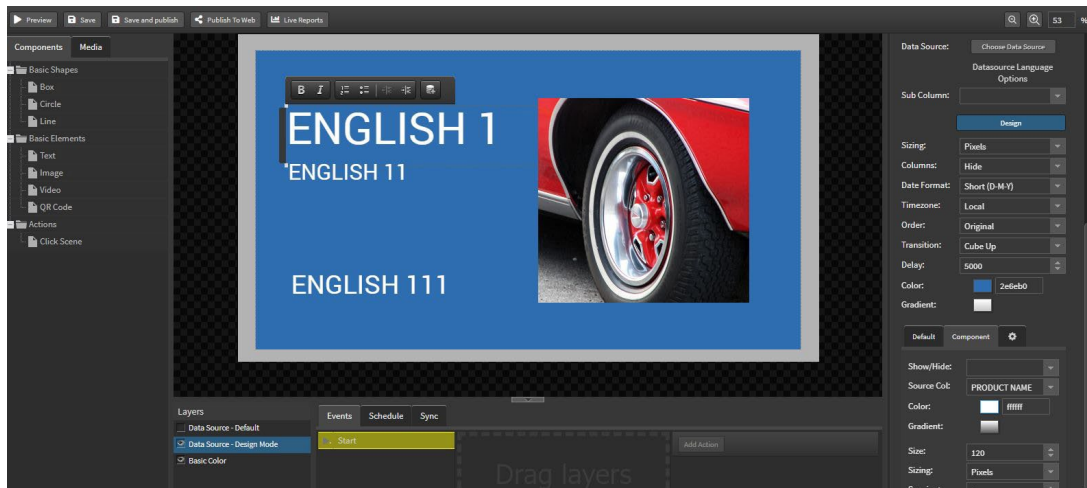 Preview Save Save and publish Publish To Web Live Reports 53 %
Components Media
Basic Shapes
Box
Circle
Line
Basic Elements
Text
Image
Video
QR Code
Actions
Click Scene
B I
ENGLISH 1
ENGLISH 11
ENGLISH 111
Layers
Data Source - Default
Data Source - Design Mode
Basic Color
Events Schedule Sync
Start
Drag layers
Add Action
Data Source: Choose Data Source
Datasource Language
Options
Sub Column:
Design
Sizing: Pixels
Columns: Hide
Date Format: Short (D-M-Y)
Timezone: Local
Order: Original
Transition: Cube Up
Delay: 5000
Color: 2e6eb0
Gradient:
Default Component
Show/Hide:
Source Col: PRODUCT NAME
Color: ffffff
Gradient:
Size: 120
Sizing: Pixels